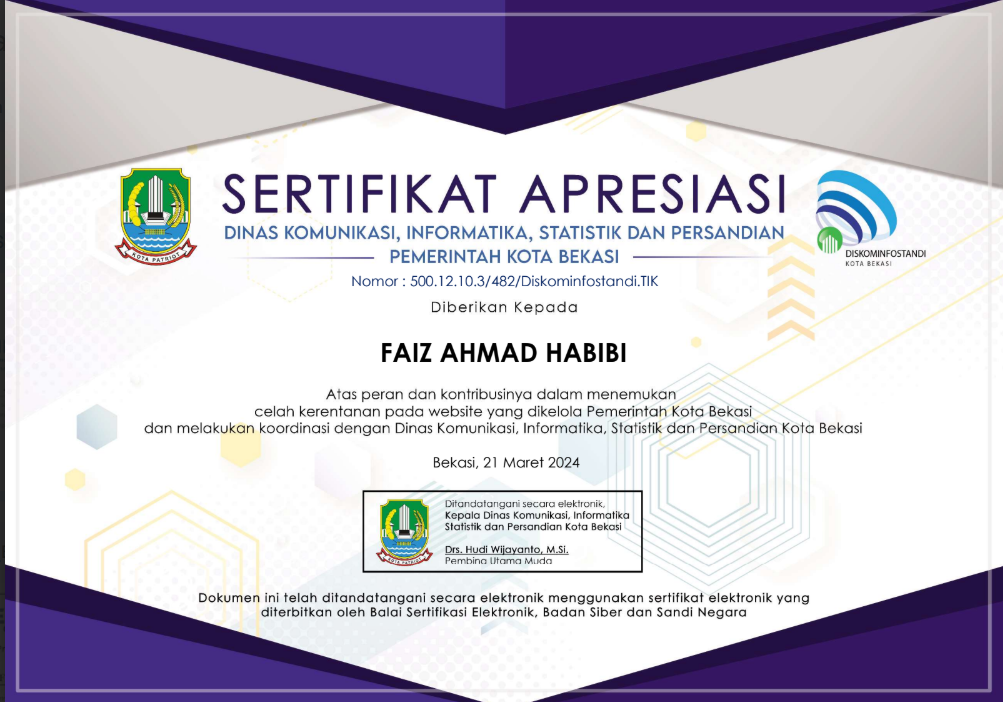 SERTIFIKAT APRESIASI
DINAS KOMUNIKASI, INFORMATIKA, STATISTIK DAN PERSANDIAN
PEMERINTAH KOTA BEKASI
KOTA PATRIOT
DISKOMINFOSTANDI
KOTA BEKASI
Nomor : 500.12.10.3/482/Diskominfostandi.TIK
Diberikan Kepada
FAIZ AHMAD HABIBI
Atas peran dan kontribusinya dalam menemukan
celah kerentanan pada website yang dikelola Pemerintah Kota Bekasi
dan melakukan koordinasi dengan Dinas Komunikasi, Informatika, Statistik dan Persandian Kota Bekasi
Bekasi, 21 Maret 2024
KOTA PATRIOT
Ditandatangani secara elektronik,
Kepala Dinas Komunikasi, Informatika
Statistik dan Persandian Kota Bekasi
Drs. Hudi Wijayanto, M.Si.
Pembina Utama Muda
Dokumen ini telah ditandatangani secara elektronik menggunakan sertifikat elektronik yang
diterbitkan oleh Balai Sertifikasi Elektronik, Badan Siber dan Sandi Negara